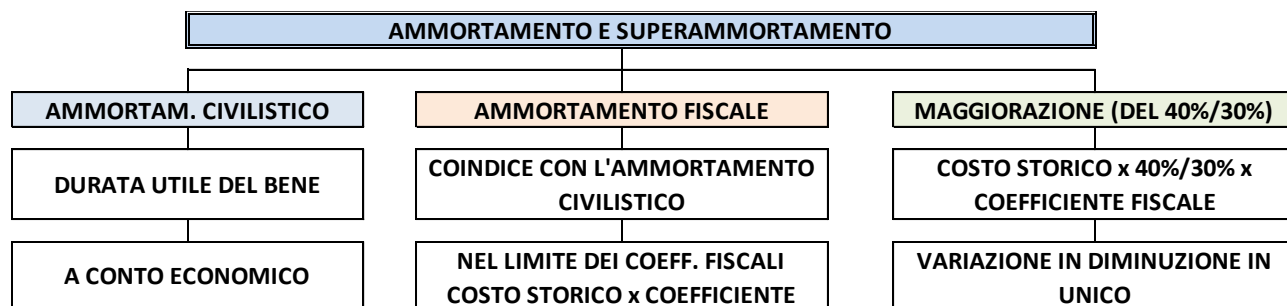 AMMORTAMENTO E SUPERAMMORTAMENTO
AMMORTAM. CIVILISTICO
AMMORTAMENTO FISCALE
MAGGIORAZIONE (DEL 40%/30%)
DURATA UTILE DEL BENE
COINDICE CON L'AMMORTAMENTO
CIVILISTICO
COSTO STORICO x 40%/30% x
COEFFICIENTE FISCALE
A CONTO ECONOMICO
NEL LIMITE DEI COEFF. FISCALI
COSTO STORICO x COEFFICIENTE
VARIAZIONE IN DIMINUZIONE IN
UNICO